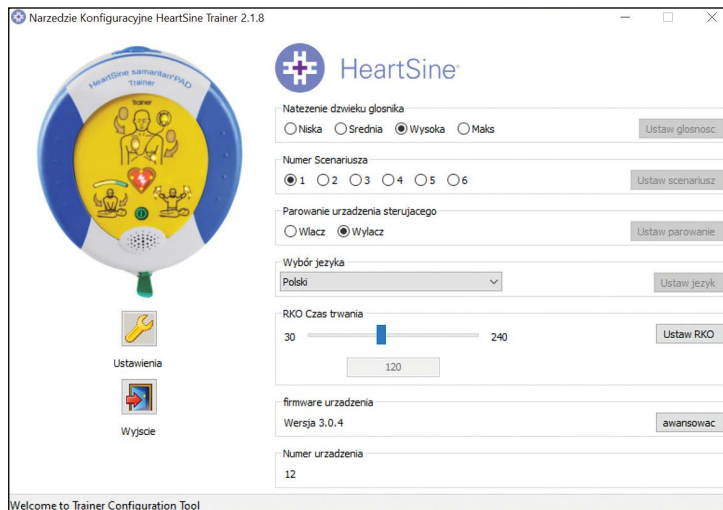 Narzedzie Konfiguracyjne HeartSine Trainer 2.1.8
HeartSine samaritan PAD
Trainer
Trainer
HeartSine
Natezenie dzwieku glosnika
Niska Srednia Wysoka Maks Ustaw glosnosc
Numer Scenariusza
1 2 3 4 5 6 Ustaw scenariusz
Parowanie urzadzenia sterujacego
Wlacz Wylacz Ustaw parowanie
Wybór jezyka
Polski Ustaw jezyk
RKO Czas trwania
30 240 Ustaw RKO
120
Ustawienia
firmware urzadzenia
Wersja 3.0.4 awansowac
Wyjscie
Numer urzadzenia
12
Welcome to Trainer Configuration Tool